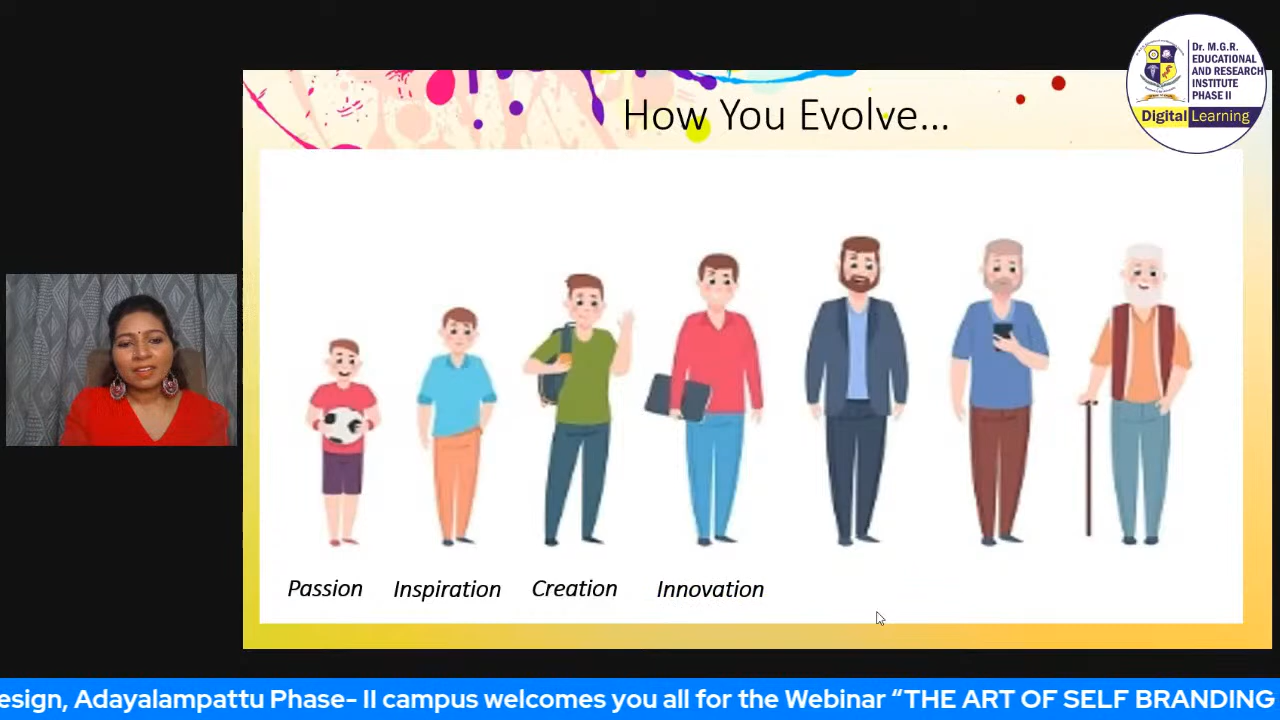 How You Evolve...
Dr. M.G.R.
EDUCATIONAL
AND RESEARCH
INSTITUTE
PHASE II
Digital Learning
Passion Inspiration Creation Innovation
esign, Adayalampattu Phase- II campus welcomes you all for the Webinar “THE ART OF SELF BRANDING